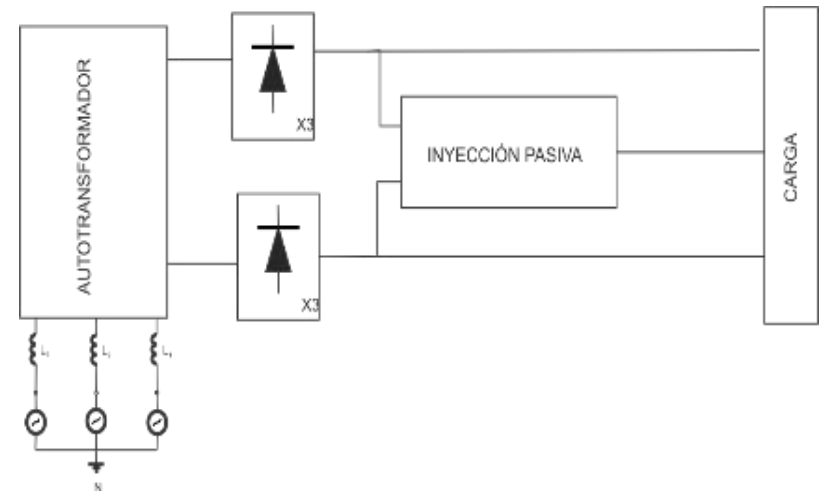 AUTOTRANSFORMADOR
X3
X3
INYECCIÓN PASIVA
CARGA
N